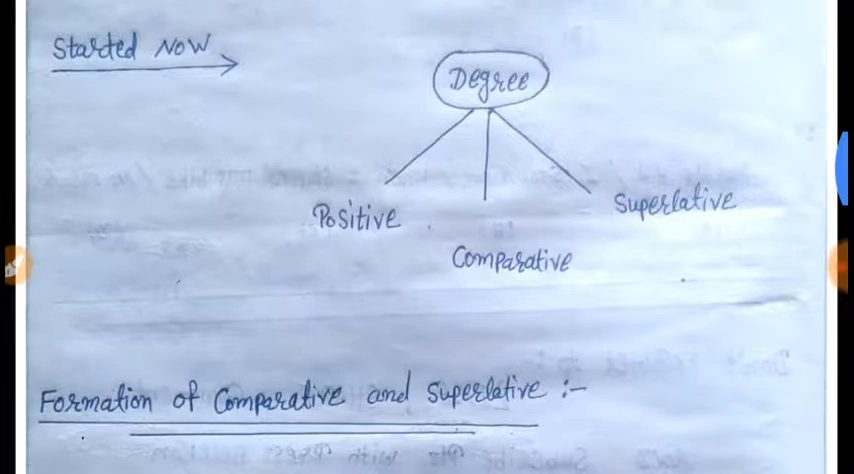 Started Now
Degree
Positive
Superlative
Comparative
Formation of Comparative and Superlative :-